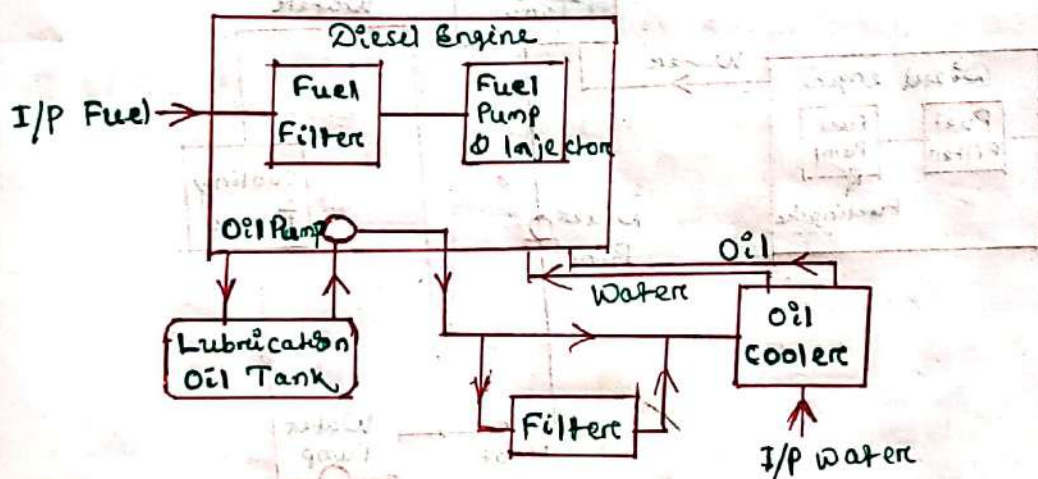 Diesel Engine
I/P Fuel
Fuel
Filter
Fuel
Pump
& Injector
Oil Pump
Oil
Water
Lubrication
Oil Tank
Oil
Cooler
Filter
I/P Water